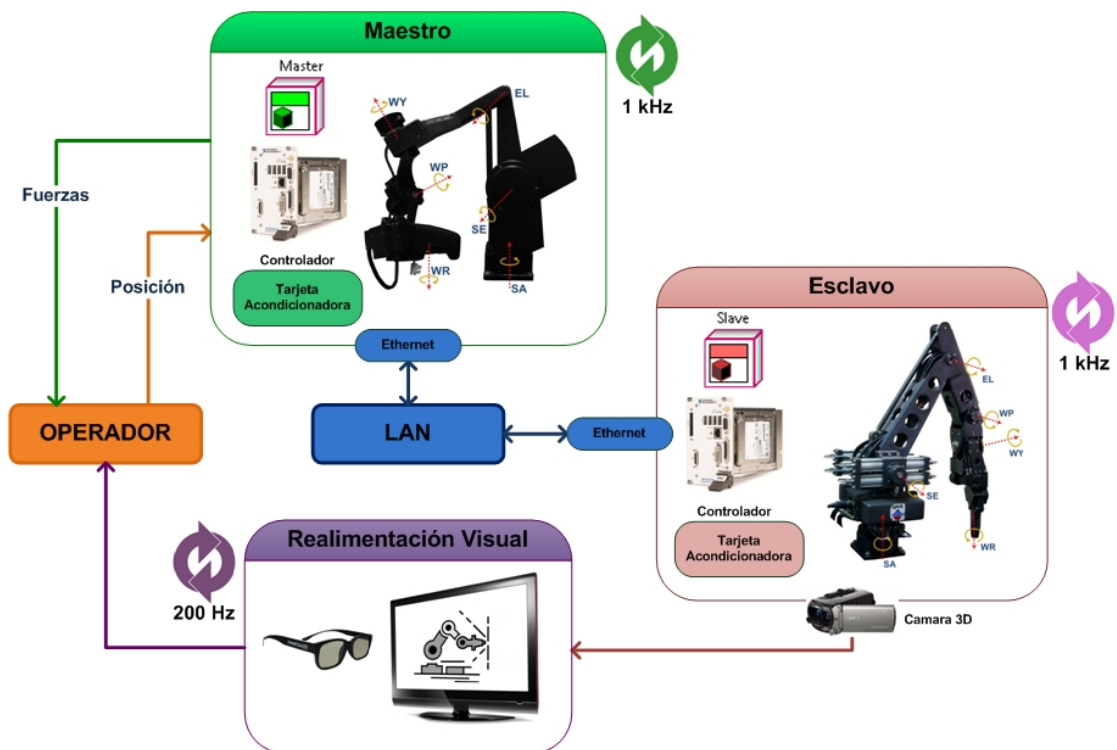 Maestro
Master
1 kHz
WY
EL
WP
SE
WR
SA
Controlador
Tarjeta
Acondicionadora
Fuerzas
Posición
Ethernet
OPERADOR
LAN
Ethernet
Esclavo
Slave
1 kHz
EL
WP
WY
SE
SA
WR
Controlador
Tarjeta
Acondicionadora
Camara 3D
Realimentación Visual
200 Hz